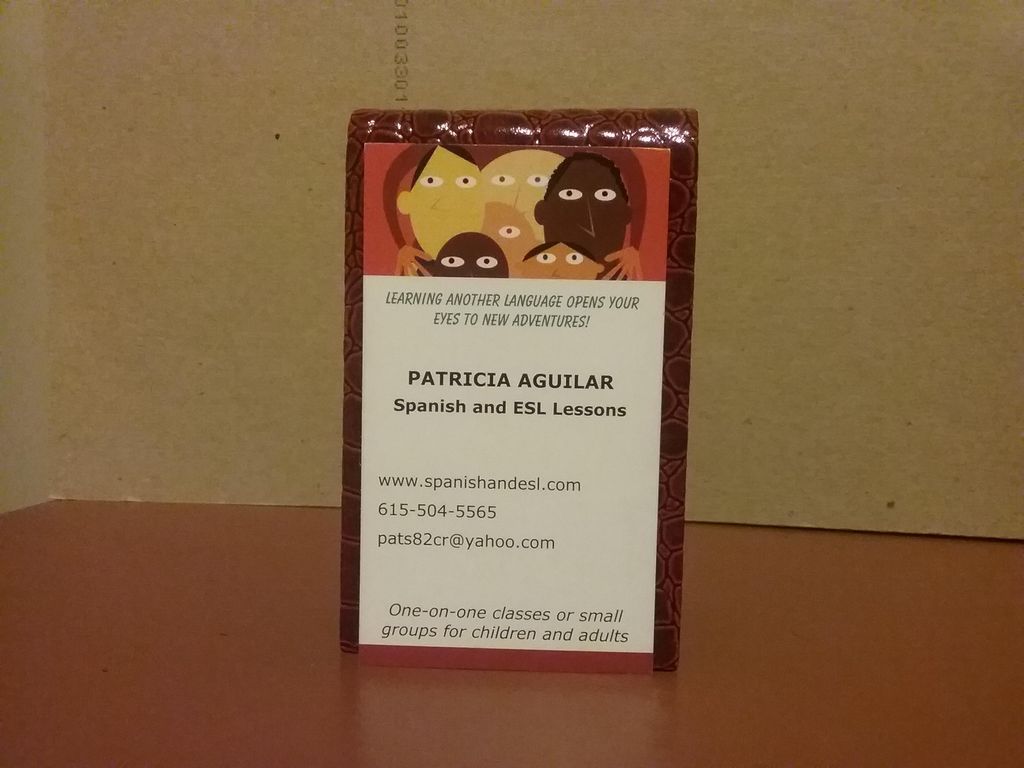 01003301
LEARNING ANOTHER LANGUAGE OPENS YOUR
EYES TO NEW ADVENTURES!
PATRICIA AGUILAR
Spanish and ESL Lessons
www.spanishandesl.com
615-504-5565
pats82cr@yahoo.com
One-on-one classes or small
groups for children and adults